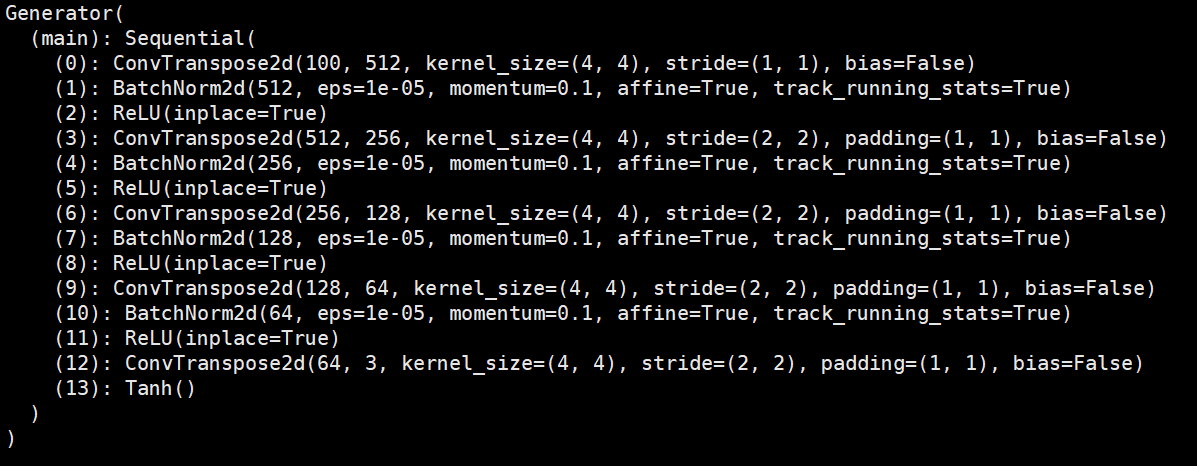 Generator(
  (main): Sequential(
    (0): ConvTranspose2d(100, 512, kernel_size=(4, 4), stride=(1, 1), bias=False)
    (1): BatchNorm2d(512, eps=1e-05, momentum=0.1, affine=True, track_running_stats=True)
    (2): ReLU(inplace=True)
    (3): ConvTranspose2d(512, 256, kernel_size=(4, 4), stride=(2, 2), padding=(1, 1), bias=False)
    (4): BatchNorm2d(256, eps=1e-05, momentum=0.1, affine=True, track_running_stats=True)
    (5): ReLU(inplace=True)
    (6): ConvTranspose2d(256, 128, kernel_size=(4, 4), stride=(2, 2), padding=(1, 1), bias=False)
    (7): BatchNorm2d(128, eps=1e-05, momentum=0.1, affine=True, track_running_stats=True)
    (8): ReLU(inplace=True)
    (9): ConvTranspose2d(128, 64, kernel_size=(4, 4), stride=(2, 2), padding=(1, 1), bias=False)
    (10): BatchNorm2d(64, eps=1e-05, momentum=0.1, affine=True, track_running_stats=True)
    (11): ReLU(inplace=True)
    (12): ConvTranspose2d(64, 3, kernel_size=(4, 4), stride=(2, 2), padding=(1, 1), bias=False)
    (13): Tanh()
  )
)